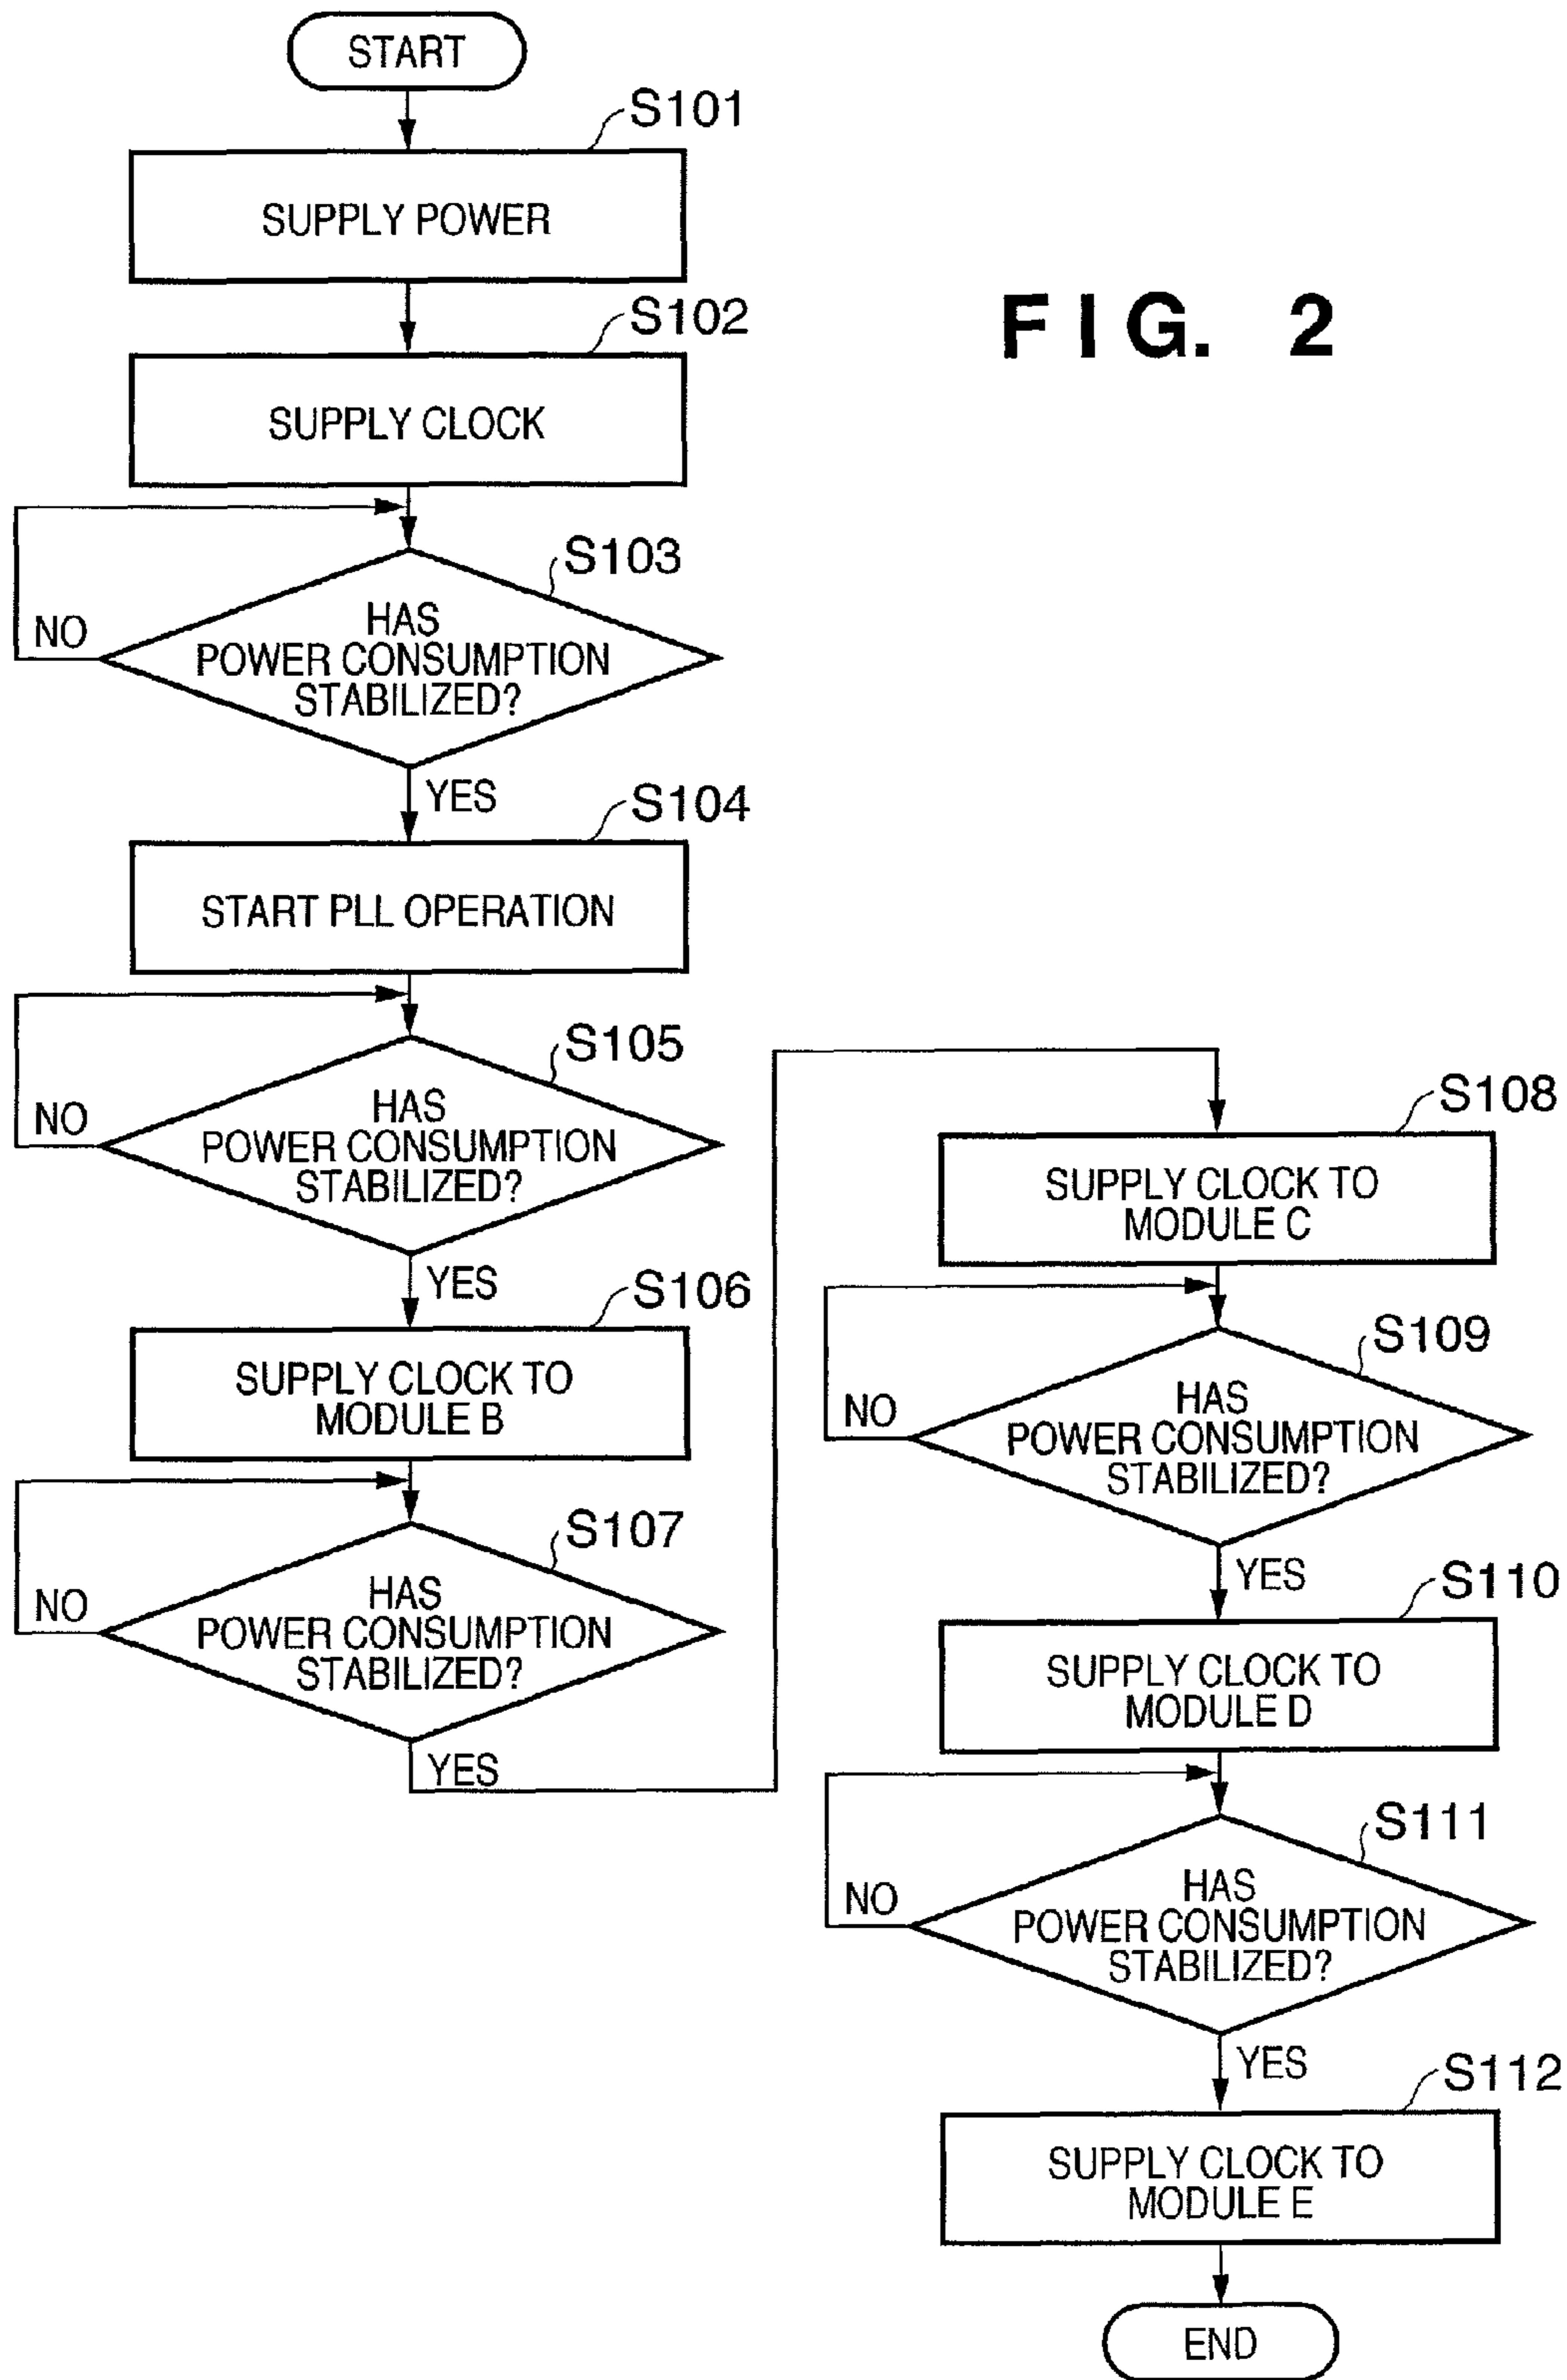 START
S101
SUPPLY POWER
FIG. 2
S102
SUPPLY CLOCK
S103
HAS
POWER CONSUMPTION
STABILIZED?
NO
YES
S104
START PLL OPERATION
S105
HAS
POWER CONSUMPTION
STABILIZED?
NO
YES
S106
SUPPLY CLOCK TO
MODULE B
S107
HAS
POWER CONSUMPTION
STABILIZED?
NO
YES
S108
SUPPLY CLOCK TO
MODULE C
S109
HAS
POWER CONSUMPTION
STABILIZED?
NO
YES
S110
SUPPLY CLOCK TO
MODULE D
S111
HAS
POWER CONSUMPTION
STABILIZED?
NO
YES
S112
SUPPLY CLOCK TO
MODULE E
END